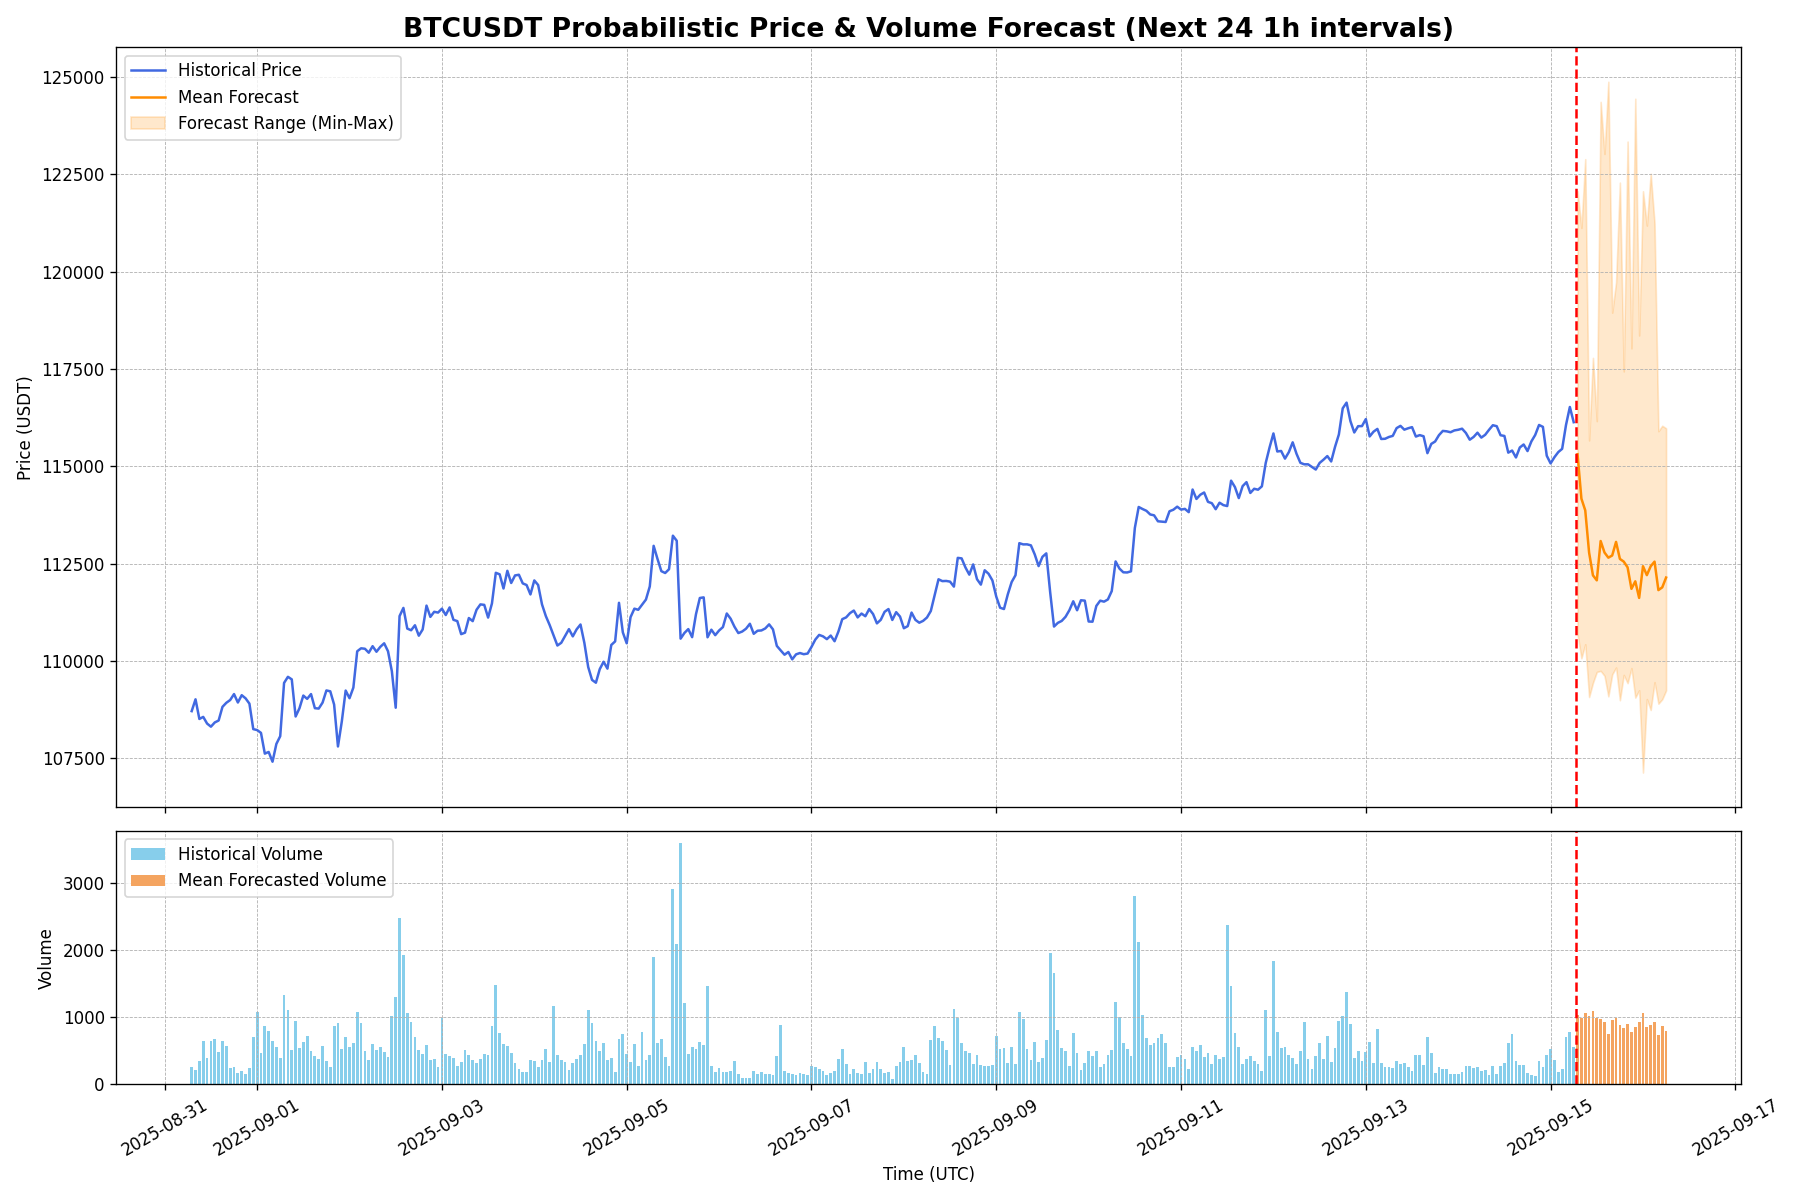 BTCUSDT Probabilistic Price & Volume Forecast (Next 24 1h intervals)
Historical Price
Mean Forecast
Forecast Range (Min-Max)
125000
122500
120000
117500
115000
112500
110000
107500
Price (USDT)
Historical Volume
Mean Forecasted Volume
3000
2000
1000
0
Volume
2025-08-31
2025-09-01
2025-09-03
2025-09-05
2025-09-07
2025-09-09
2025-09-11
2025-09-13
2025-09-15
2025-09-17
Time (UTC)